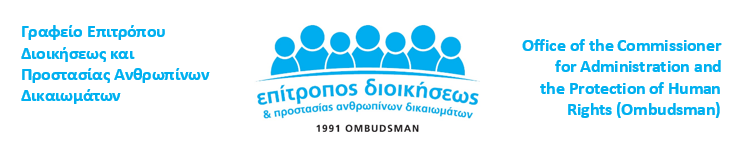 Γραφείο Επιτρόπου
Διοικήσεως και
Προστασίας Ανθρωπίνων
Δικαιωμάτων
επίτροπος διοικήσεως
& προστασίας ανθρωπίνων δικαιωμάτων
1991 OMBUDSMAN
Office of the Commissioner
for Administration and
the Protection of Human
Rights (Ombudsman)